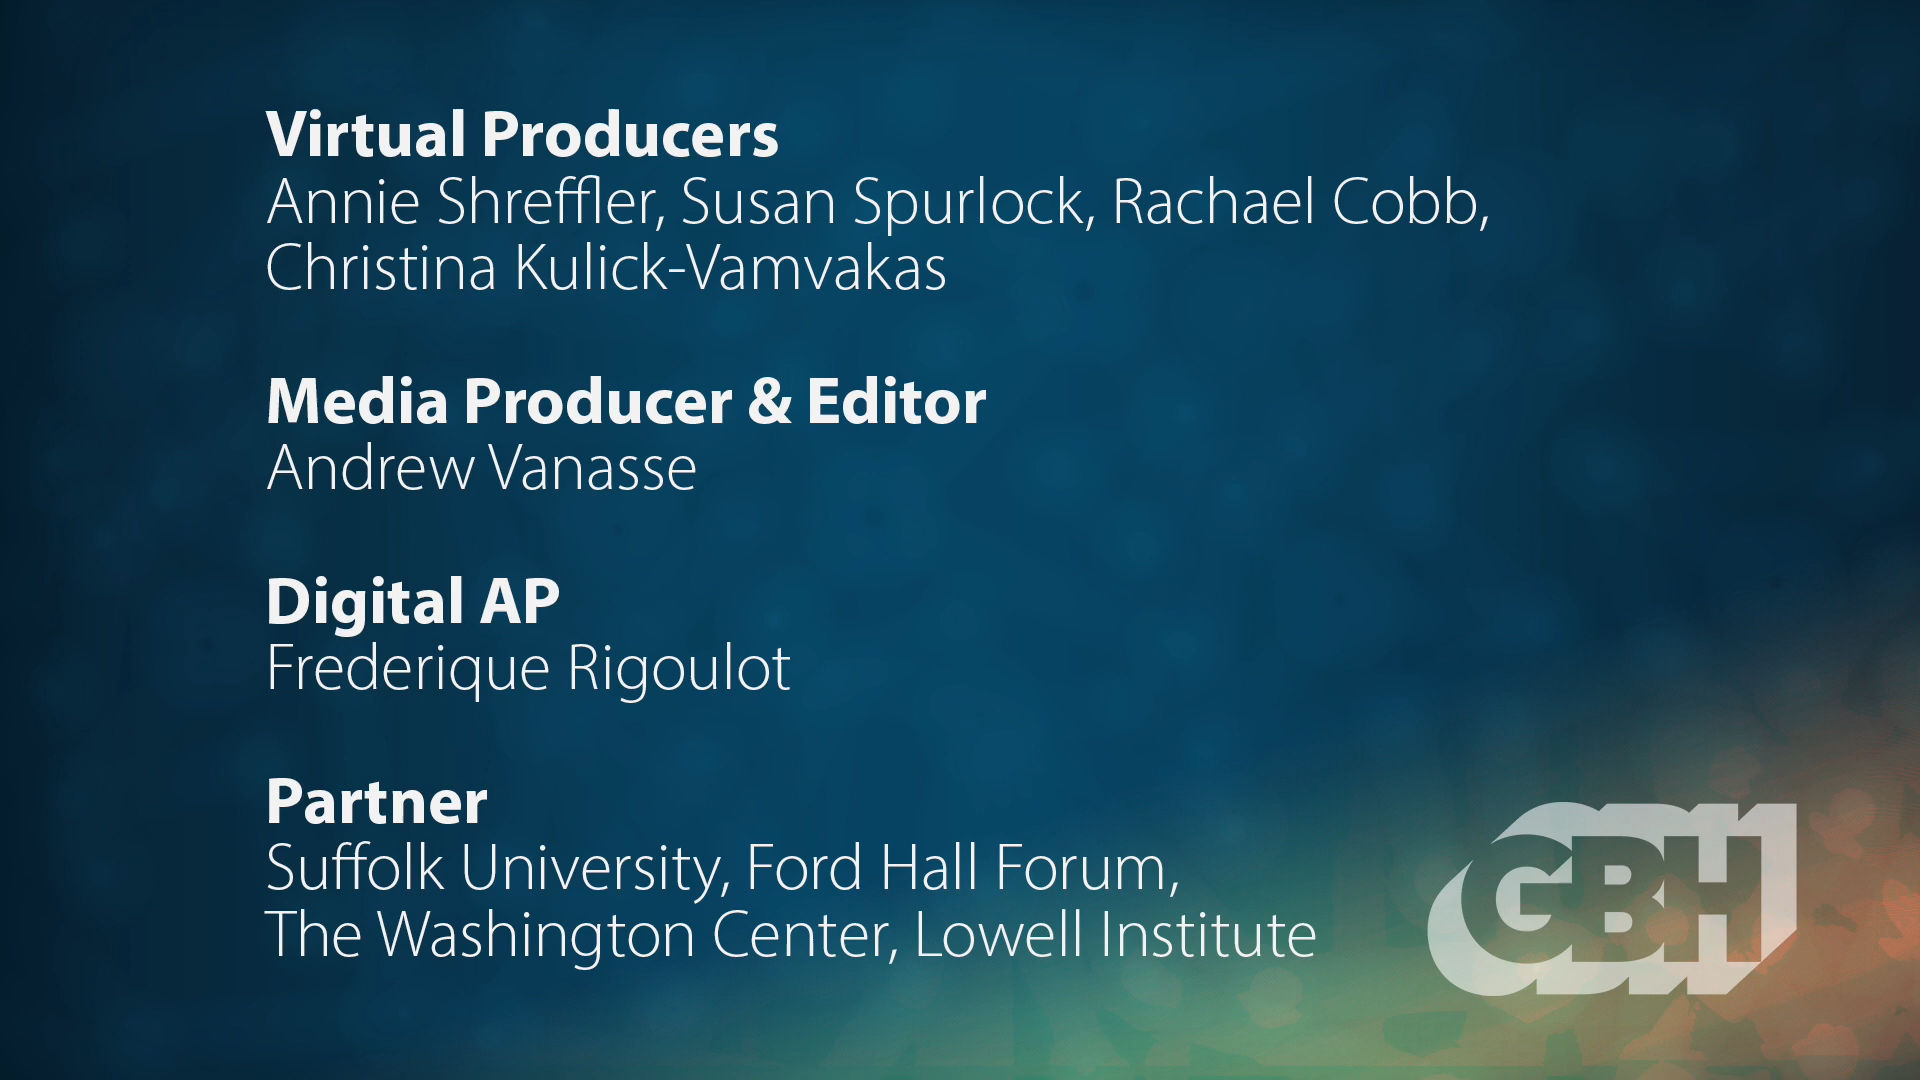 Virtual Producers
Annie Shreffler, Susan Spurlock, Rachael Cobb,
Christina Kulick-Vamvakas
Media Producer & Editor
Andrew Vanasse
Digital AP
Frederique Rigoulot
Partner
Suffolk University, Ford Hall Forum,
The Washington Center, Lowell Institute
GBH